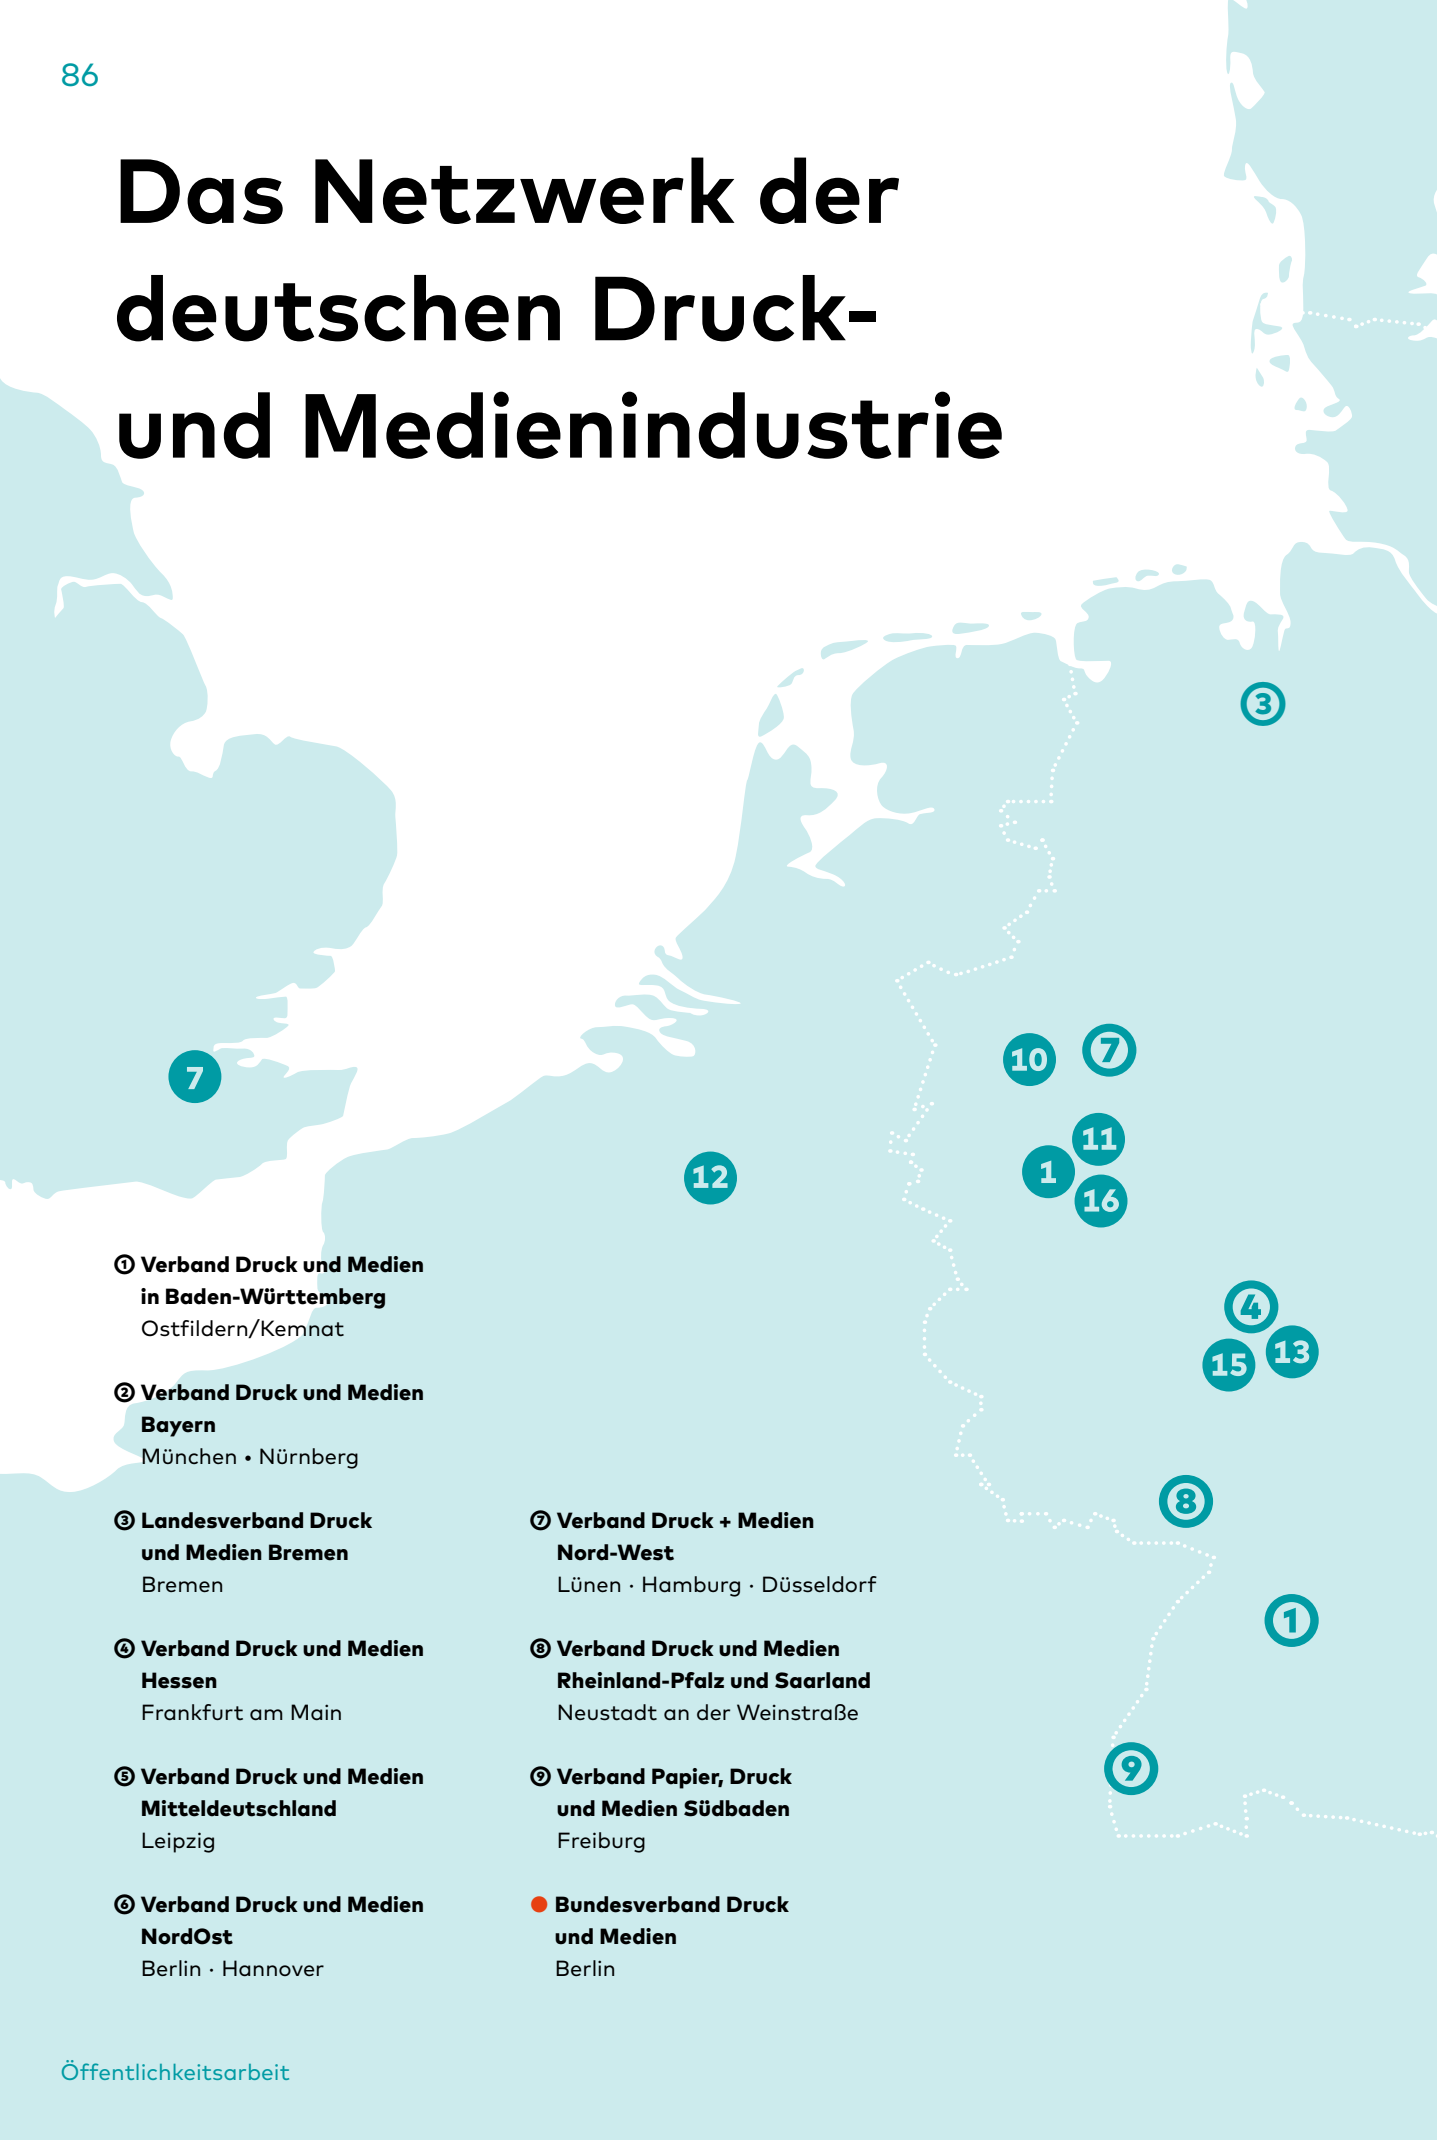 86
Das Netzwerk der
deutschen Druck-
und Medienindustrie
3
7
10
7
11
1
16
12
4
13
15
8
1
9
① Verband Druck und Medien
in Baden-Württemberg
Ostfildern/Kemnat
② Verband Druck und Medien
Bayern
München • Nürnberg
③ Landesverband Druck
und Medien Bremen
Bremen
④ Verband Druck und Medien
Hessen
Frankfurt am Main
⑤ Verband Druck und Medien
Mitteldeutschland
Leipzig
⑥ Verband Druck und Medien
NordOst
Berlin · Hannover
⑦ Verband Druck + Medien
Nord-West
Lünen · Hamburg · Düsseldorf
⑧ Verband Druck und Medien
Rheinland-Pfalz und Saarland
Neustadt an der Weinstraße
⑨ Verband Papier, Druck
und Medien Südbaden
Freiburg
Bundesverband Druck
und Medien
Berlin
Öffentlichkeitsarbeit